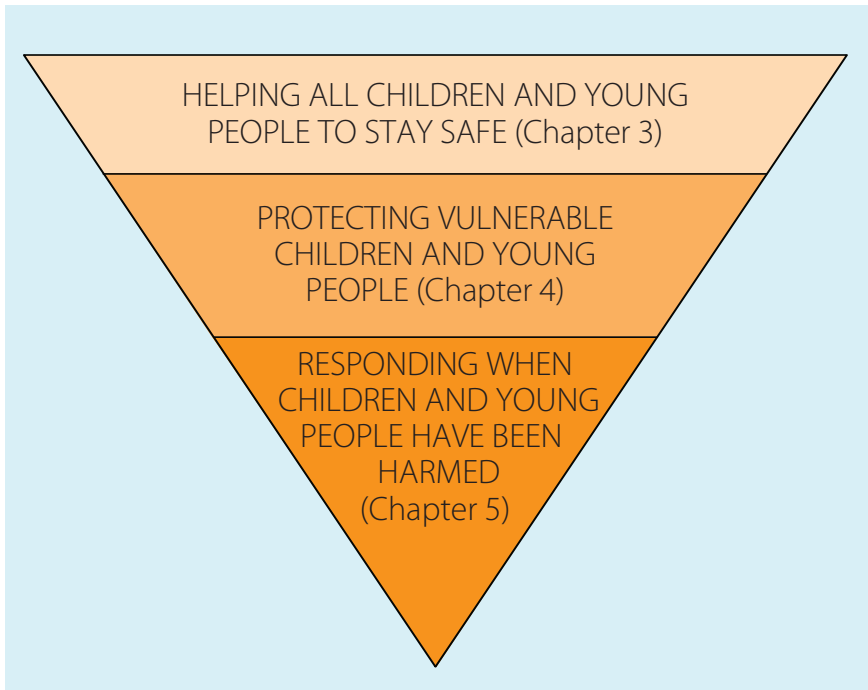 HELPING ALL CHILDREN AND YOUNG
PEOPLE TO STAY SAFE (Chapter 3)
PROTECTING VULNERABLE
CHILDREN AND YOUNG
PEOPLE (Chapter 4)
RESPONDING WHEN
CHILDREN AND YOUNG
PEOPLE HAVE BEEN
HARMED
(Chapter 5)